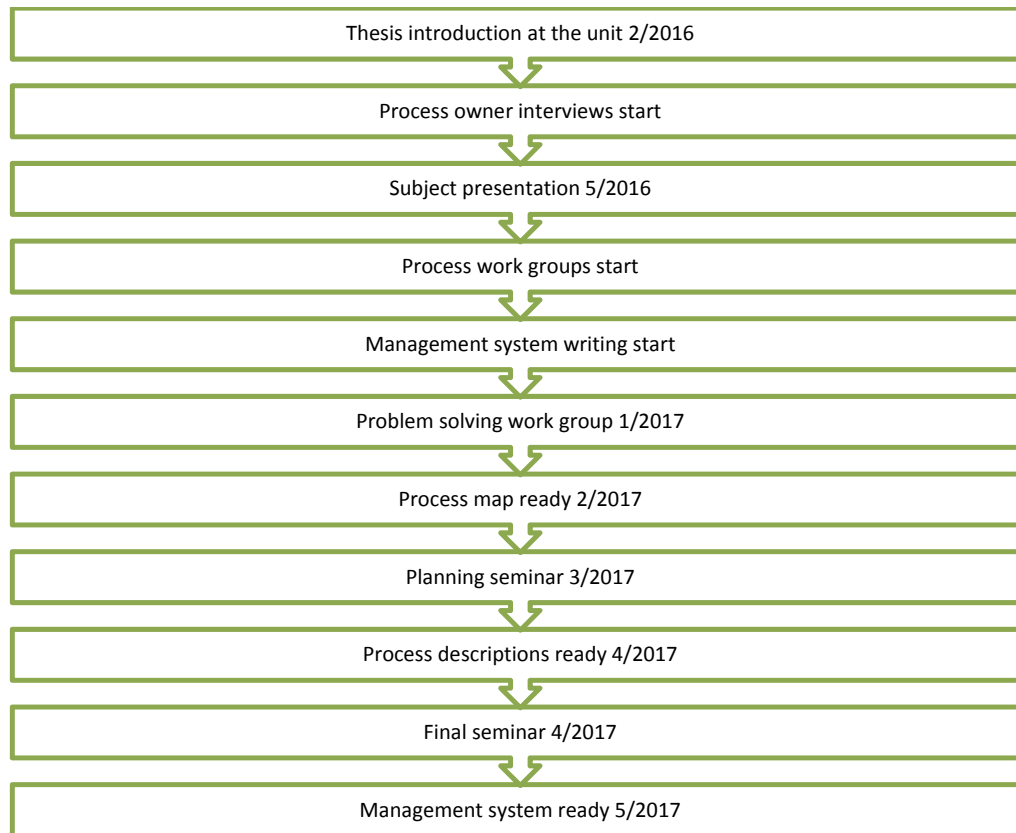 Thesis introduction at the unit 2/2016
Process owner interviews start
Subject presentation 5/2016
Process work groups start
Management system writing start
Problem solving work group 1/2017
Process map ready 2/2017
Planning seminar 3/2017
Process descriptions ready 4/2017
Final seminar 4/2017
Management system ready 5/2017